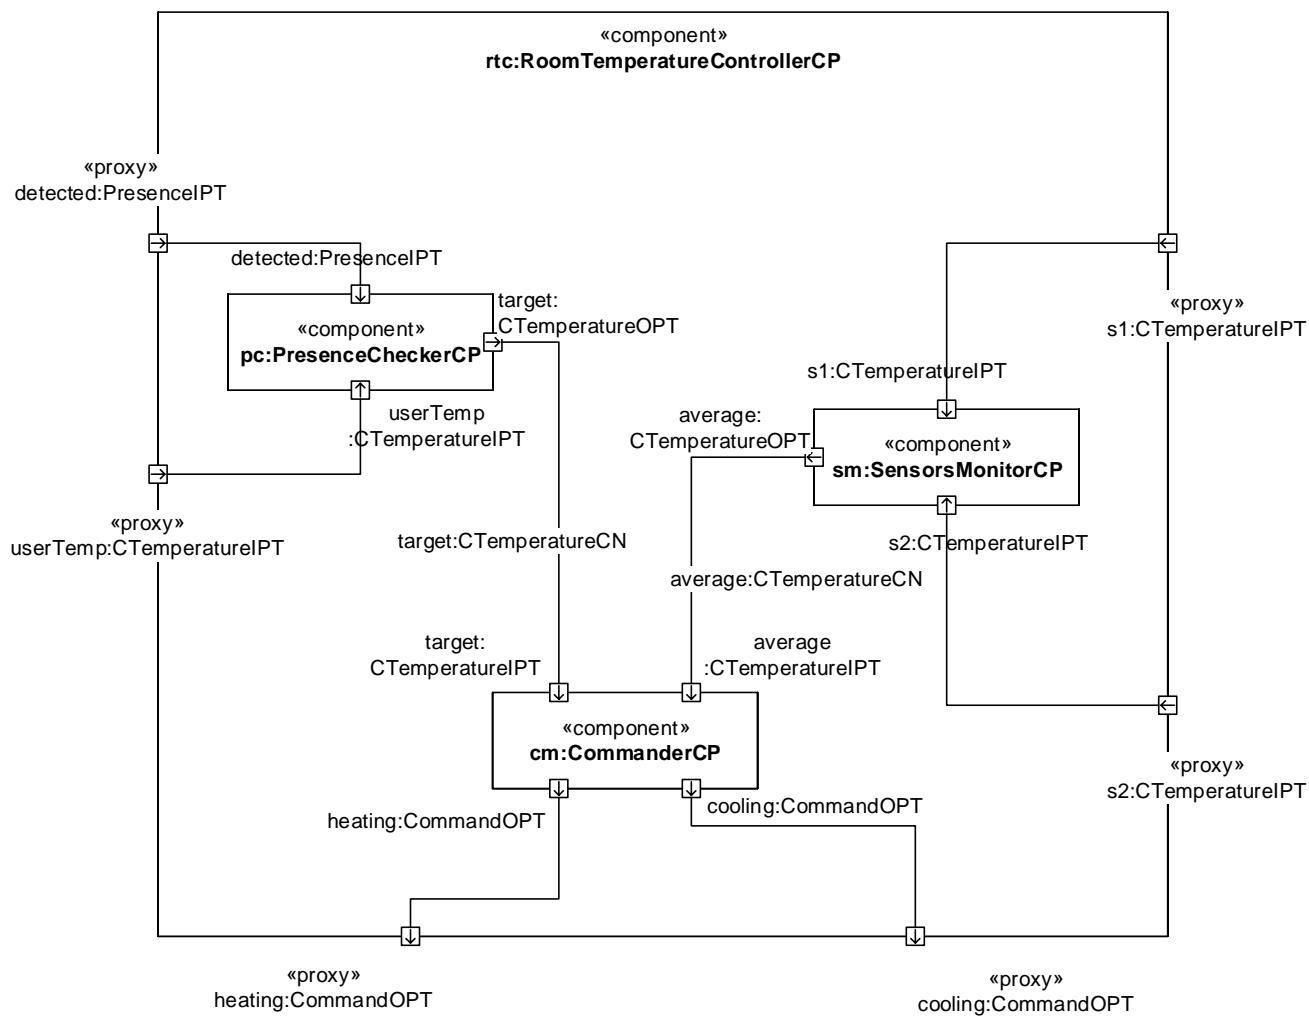 «component»
rtc:RoomTemperatureControllerCP
«proxy»
detected:PresenceIPT
detected:PresenceIPT
target:
CTemperatureOPT
«component»
pc:PresenceCheckerCP
userTemp
:CTemperatureIPT
«proxy»
userTemp:CTemperatureIPT
«proxy»
s1:CTemperatureIPT
s1:CTemperatureIPT
average:
CTemperatureOPT
«component»
sm:SensorsMonitorCP
s2:CTemperatureIPT
target:CTemperatureCN
average:CTemperatureCN
target:
CTemperatureIPT
average
:CTemperatureIPT
«component»
cm:CommanderCP
«proxy»
s2:CTemperatureIPT
heating:CommandOPT
cooling:CommandOPT
«proxy»
heating:CommandOPT
«proxy»
cooling:CommandOPT